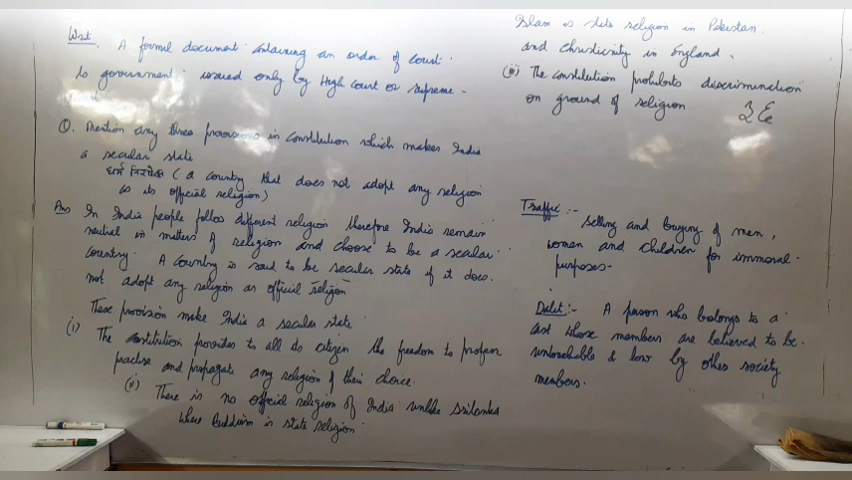 Writ. A formal document containing an order of court
to government issued only by High court or supreme -
Q. Mention any three provisions in constitution which makes India
a secular state
धर्म निरपेक्ष (a country that does not adopt any religion
as its official religion)
Ans In India people follow different religion therefore India remain
neutral in matters of religion and choose to be a secular
country. A country is said to be secular state if it does
not adopt any religion as official religion
These provision make India a secular state
(i) The constitution provides to all its citizen the freedom to profess
practise and propagate any religion of their choice.
(ii) There is no official religion of India unlike Srilanka
where Buddism is state religion
Islam is state religion in Pakistan
and christianity in England.
(iii) The constitution prohibits discrimination
on ground of religion
Traffic :-
selling and buying of men,
women and children for immoral
purposes-
Dalit :- A person who belongs to a
cast whose members are believed to be
untouchable & low by other society
members.